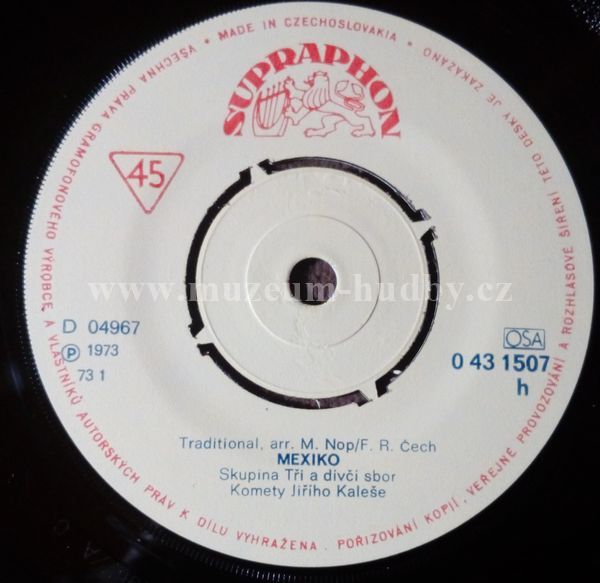 VŠECHNA PRÁVA GRAMOFONOVÉHO VÝROBCE A VLASTNÍKŮ AUTORSKÝCH PRÁV K DÍLU VYHRAŽENA. POŘIZOVÁNÍ KOPIÍ, VEŘEJNÉ PROVOZOVÁNÍ A ROZHLASOVÉ ŠÍŘENÍ TÉTO DESKY JE ZAKÁZÁNO
• MADE IN CZECHOSLOVAKIA •
SUPRAPHON
45
www.muzeum-hudby.cz
D 04967
Ⓟ 1973
73 1
OSA
0 43 1507
h
Traditional, arr. M. Nop/F. R. Čech
MEXIKO
Skupina Tři a dívčí sbor
Komety Jiřího Kaleše